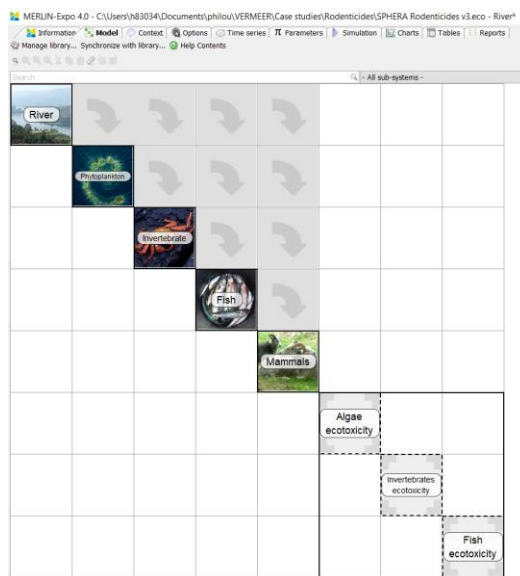 MERLIN-Expo 4.0 - C:\Users\h83034\Documents\philou\VERMEER\Case studies\Rodenticides\SPHERA Rodenticides v3.eco - River*
Information Model Context Options Time series Parameters Simulation Charts Tables Reports
Manage library... Synchronize with library... Help Contents
Search - All sub-systems -
River
Phytoplankton
Invertebrate
Fish
Mammals
Algae
ecotoxicity
Invertebrates
ecotoxicity
Fish
ecotoxicity